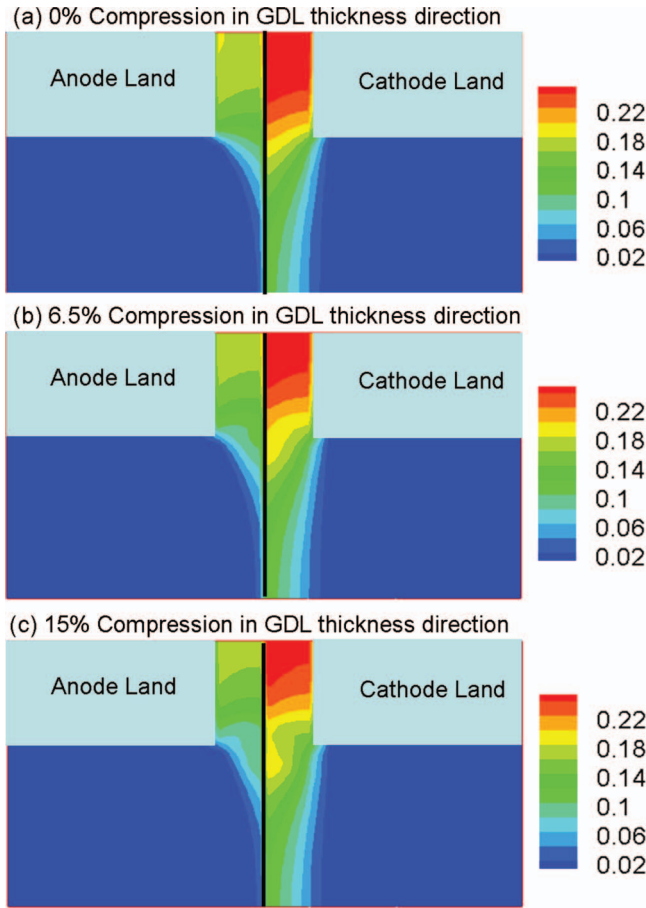 (a) 0% Compression in GDL thickness direction
Anode Land
Cathode Land
0.22
0.18
0.14
0.1
0.06
0.02
(b) 6.5% Compression in GDL thickness direction
Anode Land
Cathode Land
0.22
0.18
0.14
0.1
0.06
0.02
(c) 15% Compression in GDL thickness direction
Anode Land
Cathode Land
0.22
0.18
0.14
0.1
0.06
0.02